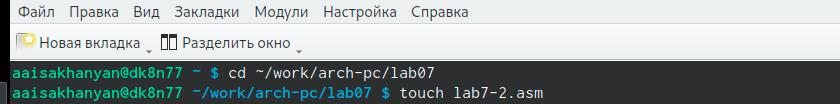 Файл Правка Вид Закладки Модули Настройка Справка
Новая вкладка Разделить окно
aaisakhanyan@dk8n77 ~ $ cd ~/work/arch-pc/lab07
aaisakhanyan@dk8n77 ~/work/arch-pc/lab07 $ touch lab7-2.asm